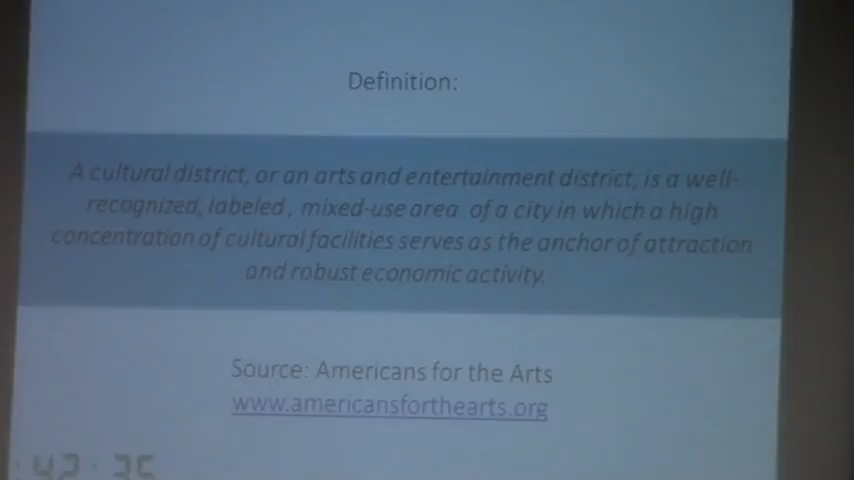 Definition:
A cultural district, or an arts and entertainment district, is a well-
recognized, labeled , mixed-use area of a city in which a high
concentration of cultural facilities serves as the anchor of attraction
and robust economic activity.
Source: Americans for the Arts
www.americansforthearts.org
: 42 : 35